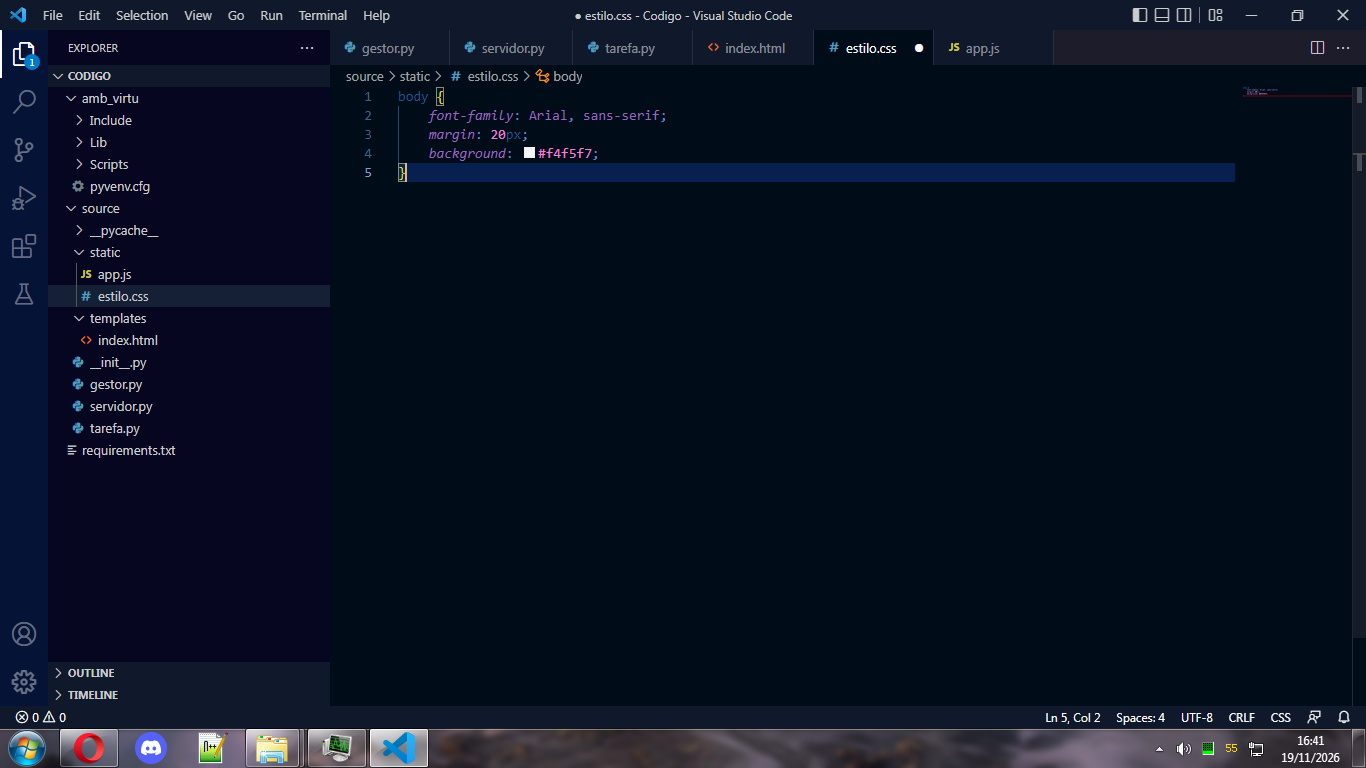 File Edit Selection View Go Run Terminal Help
● estilo.css - Codigo - Visual Studio Code
EXPLORER
gestor.py servidor.py tarefa.py index.html estilo.css app.js
source > static > # estilo.css > body
CODIGO
amb_virtu
Include
Lib
Scripts
pyvenv.cfg
source
__pycache__
static
JS app.js
# estilo.css
templates
<> index.html
__init__.py
gestor.py
servidor.py
tarefa.py
requirements.txt
OUTLINE
TIMELINE
1 body {
2 font-family: Arial, sans-serif;
3 margin: 20px;
4 background: #f4f5f7;
5 }
0 0
Ln 5, Col 2 Spaces: 4 UTF-8 CRLF CSS
1
55
16:41
19/11/2026